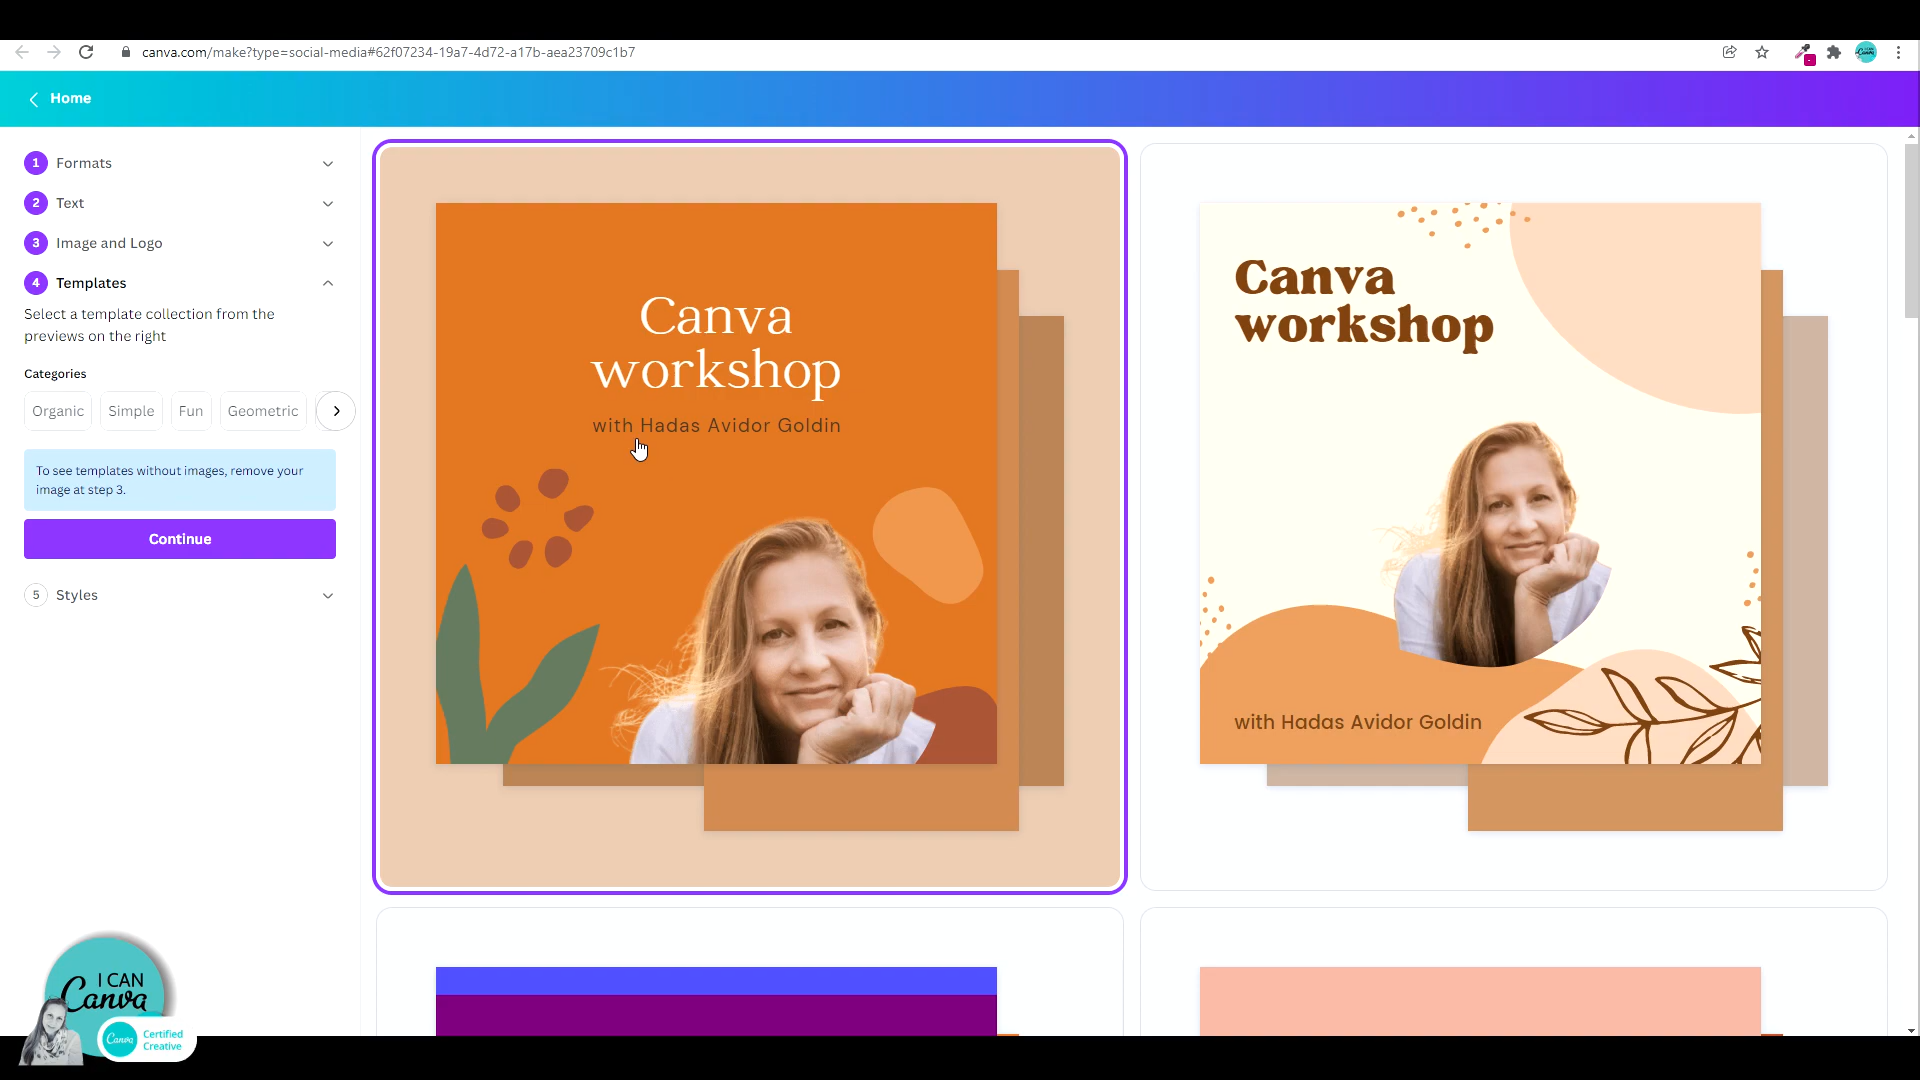 canva.com/make?type=social-media#62f07234-19a7-4d72-a17b-aea23709c1b7
Home
1 Formats
2 Text
3 Image and Logo
4 Templates
Select a template collection from the
previews on the right
Categories
Organic Simple Fun Geometric
To see templates without images, remove your
image at step 3.
Continue
5 Styles
Canva
workshop
with Hadas Avidor Goldin
Canva
workshop
with Hadas Avidor Goldin
I CAN
Canva
Canva
Certified
Creative